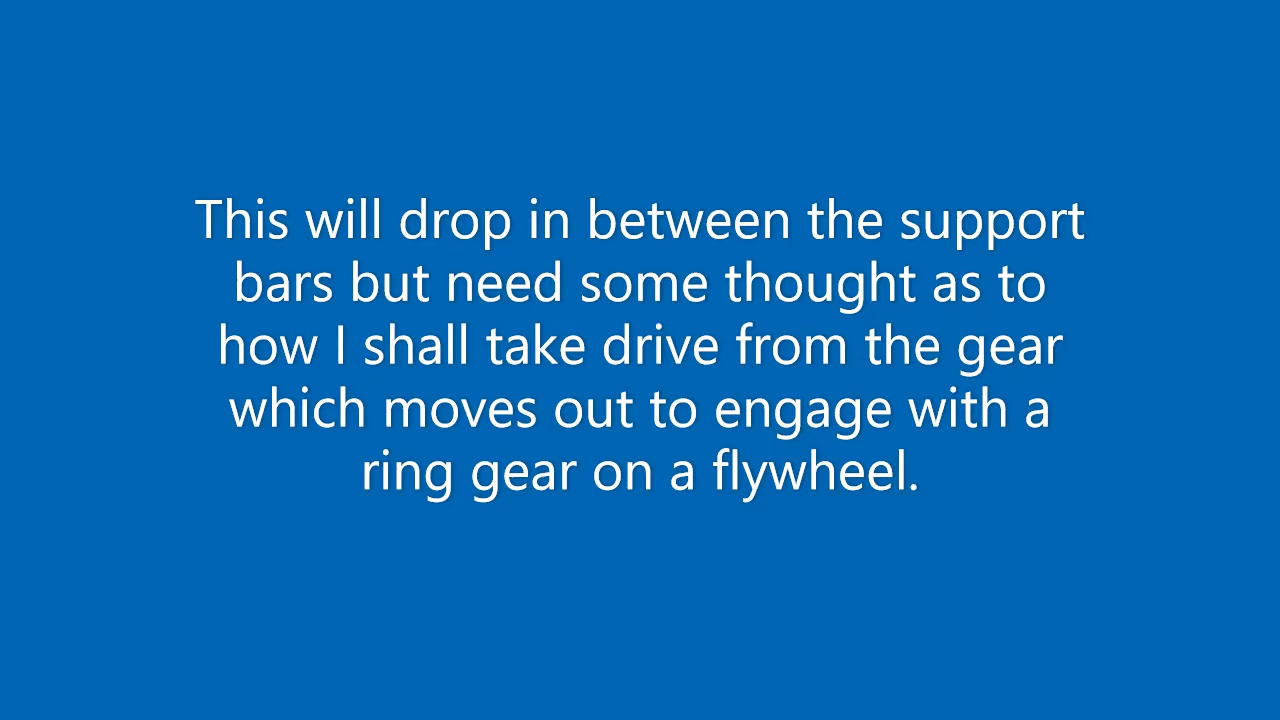 This will drop in between the support
bars but need some thought as to
how I shall take drive from the gear
which moves out to engage with a
ring gear on a flywheel.